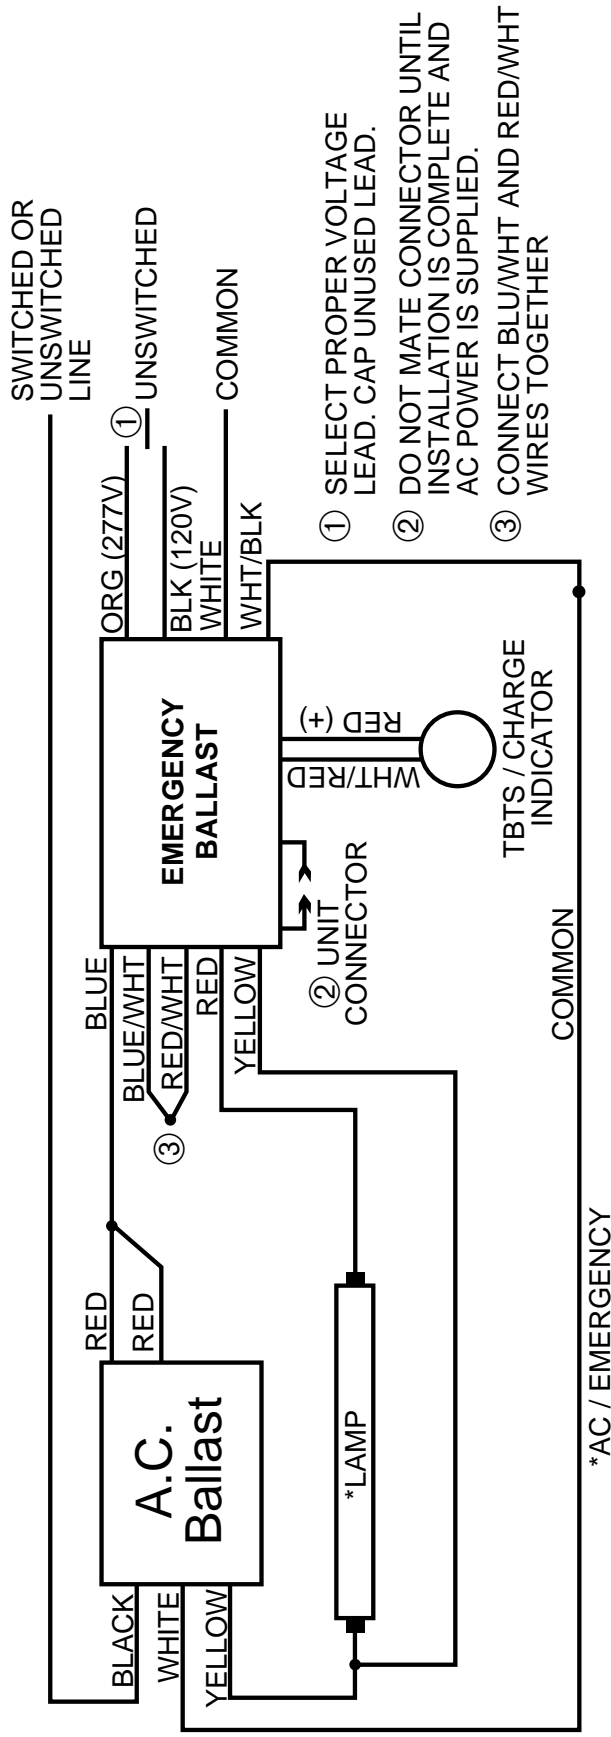 SWITCHED OR
UNSWITCHED
LINE
① UNSWITCHED
COMMON
ORG (277V)
BLK (120V)
WHITE
WHT/BLK
EMERGENCY
BALLAST
BLUE
BLUE/WHT
RED/WHT
RED
YELLOW
③
② UNIT
CONNECTOR
WHT/RED
RED (+)
TBTS / CHARGE
INDICATOR
RED
RED
A.C.
Ballast
BLACK
WHITE
YELLOW
*LAMP
COMMON
*AC / EMERGENCY
① SELECT PROPER VOLTAGE
LEAD. CAP UNUSED LEAD.
② DO NOT MATE CONNECTOR UNTIL
INSTALLATION IS COMPLETE AND
AC POWER IS SUPPLIED.
③ CONNECT BLU/WHT AND RED/WHT
WIRES TOGETHER